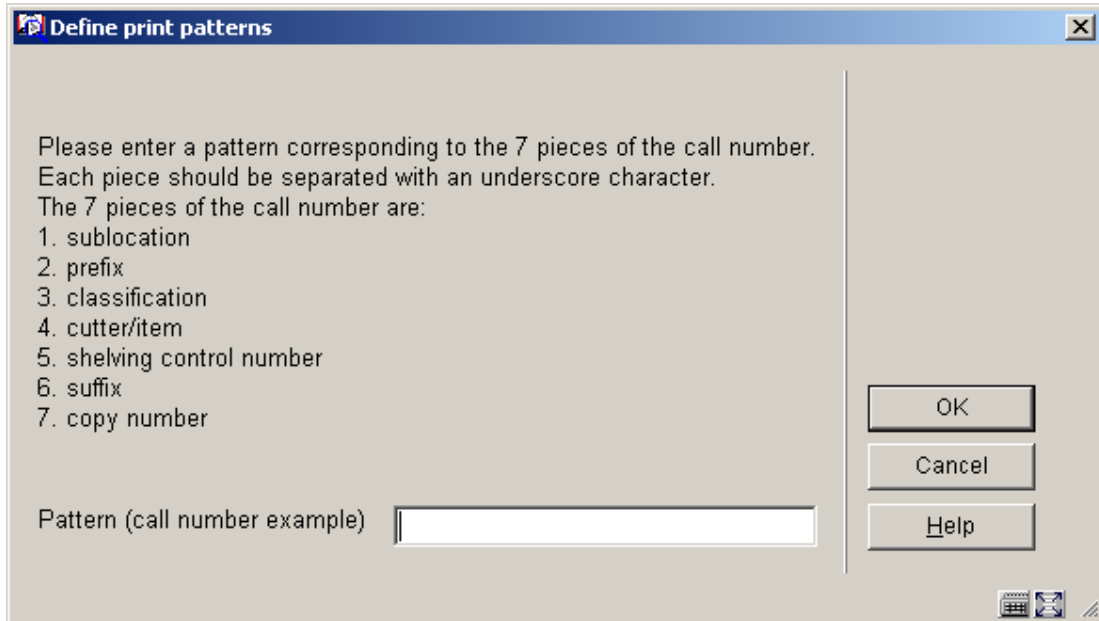 Define print patterns
Please enter a pattern corresponding to the 7 pieces of the call number.
Each piece should be separated with an underscore character.
The 7 pieces of the call number are:
1. sublocation
2. prefix
3. classification
4. cutter/item
5. shelving control number
6. suffix
7. copy number
OK
Cancel
Pattern (call number example)
Help